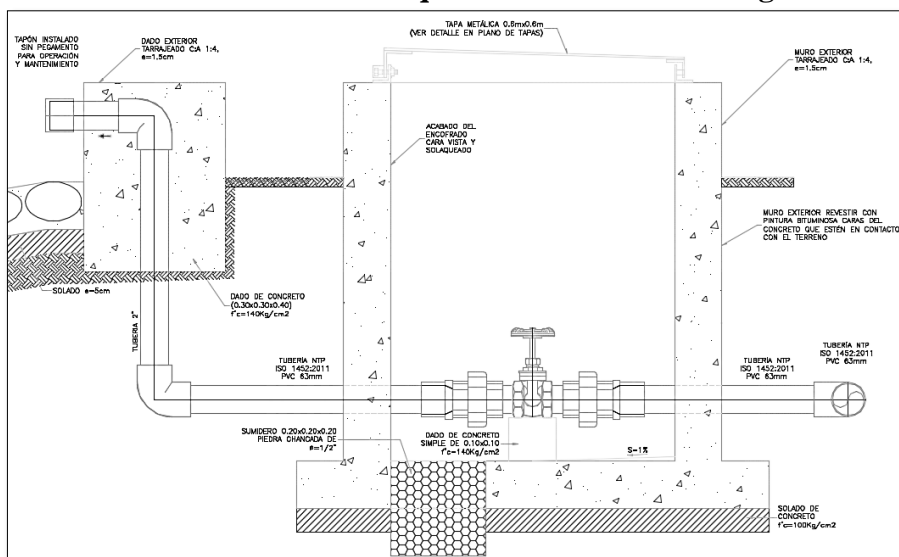 TAPÓN INSTALADO
SIN PEGAMENTO
PARA OPERACIÓN
Y MANTENIMIENTO
DADO EXTERIOR
TARRAJEADO C:A 1:4,
e=1.5cm
TAPA METÁLICA 0.6mx0.6m
(VER DETALLE EN PLANO DE TAPAS)
MURO EXTERIOR
TARRAJEADO C:A 1:4,
e=1.5cm
ACABADO DEL
ENCOFRADO
CARA VISTA Y
SOLAQUEADO
MURO EXTERIOR REVESTIR CON
PINTURA BITUMINOSA CARAS DEL
CONCRETO QUE ESTÉN EN CONTACTO
CON EL TERRENO
SOLADO e=5cm
DADO DE CONCRETO
(0.30x0.30x0.40)
f'c=140Kg/cm2
TUBERIA 2"
TUBERÍA NTP
ISO 1452:2011
PVC 63mm
TUBERÍA NTP
ISO 1452:2011
PVC 63mm
TUBERÍA NTP
ISO 1452:2011
PVC 63mm
SUMIDERO 0.20x0.20x0.20
PIEDRA CHANCADA DE
ø=1/2"
DADO DE CONCRETO
SIMPLE DE 0.10x0.10
f'c=140Kg/cm2
S=1%
SOLADO DE
CONCRETO
f'c=100Kg/cm2